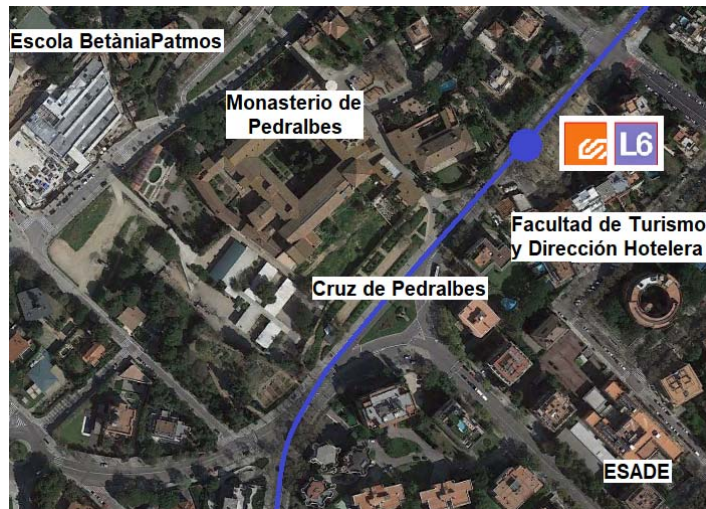 Escola BetàniaPatmos
Monasterio de
Pedralbes
L6
Facultad de Turismo
y Dirección Hotelera
Cruz de Pedralbes
ESADE